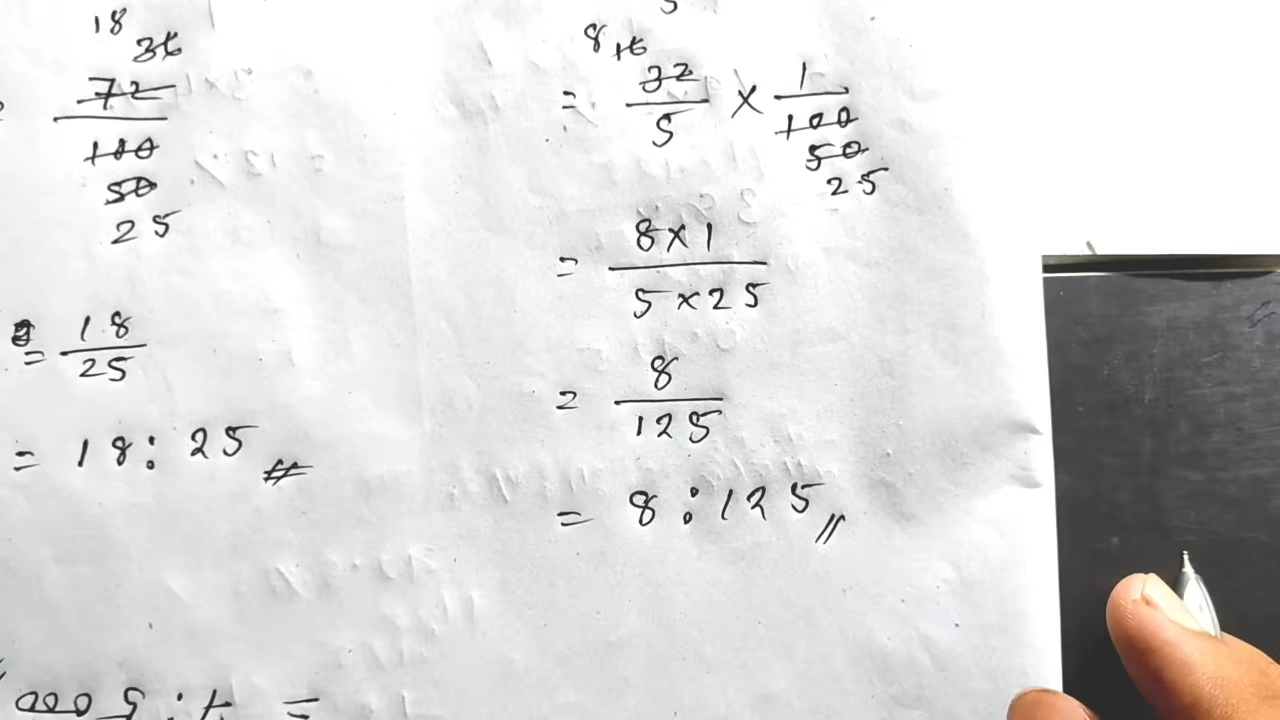 18 36
72
100
50
25
= 18/25
= 18 : 25
8 16
= 32/5 × 1/100
50
25
= 8×1 / 5×25
= 8/125
= 8 : 125